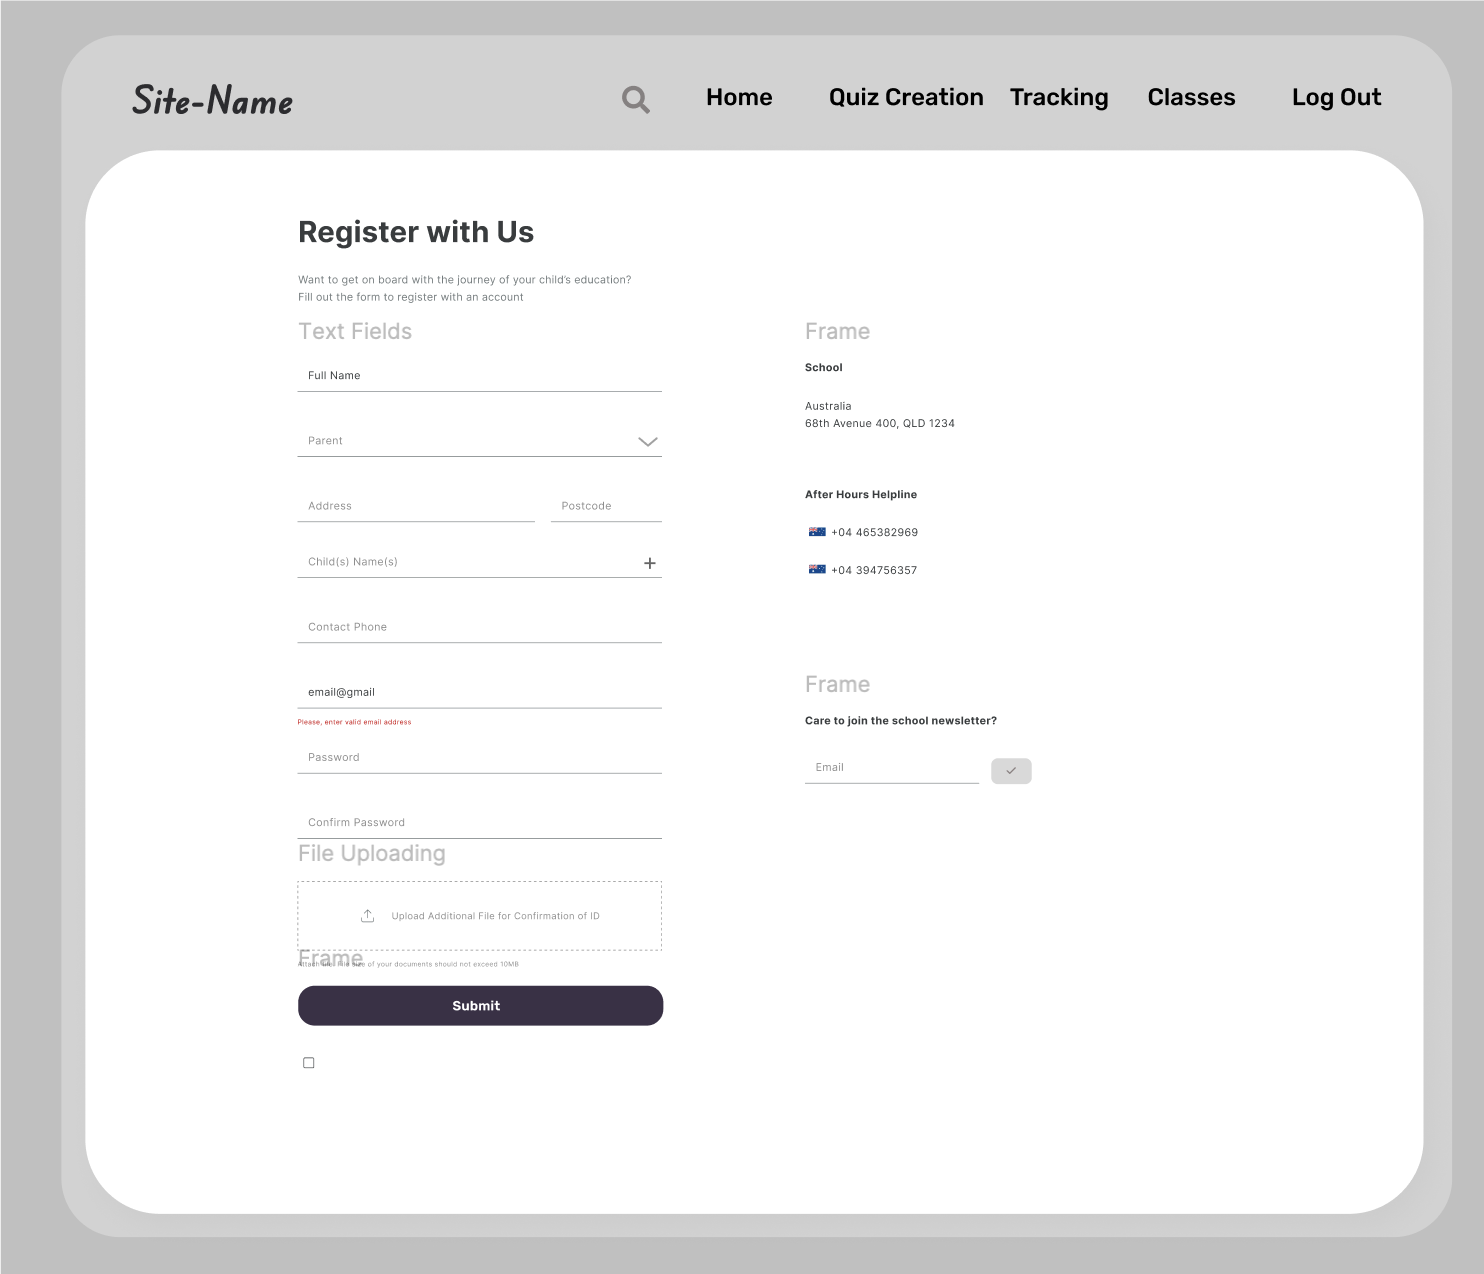 Site-Name
Home
Quiz Creation
Tracking
Classes
Log Out
Register with Us
Want to get on board with the journey of your child's education?
Fill out the form to register with an account
Text Fields
Full Name
Parent
Address
Postcode
Child(s) Name(s)
+
Contact Phone
email@gmail
Please, enter valid email address
Password
Confirm Password
File Uploading
Upload Additional File for Confirmation of ID
Frame
Attach file. File size of your documents should not exceed 10MB
Submit
Frame
School
Australia
68th Avenue 400, QLD 1234
After Hours Helpline
+04 465382969
+04 394756357
Frame
Care to join the school newsletter?
Email